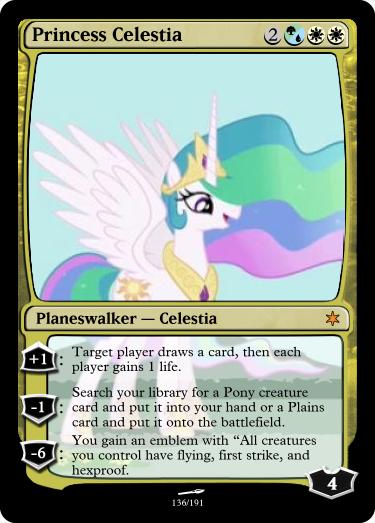 Princess Celestia 2
Planeswalker — Celestia
+1: Target player draws a card, then each
player gains 1 life.
Search your library for a Pony creature
-1: card and put it into your hand or a Plains
card and put it onto the battlefield.
-6: You gain an emblem with “All creatures
you control have flying, first strike, and
hexproof.
4
136/191